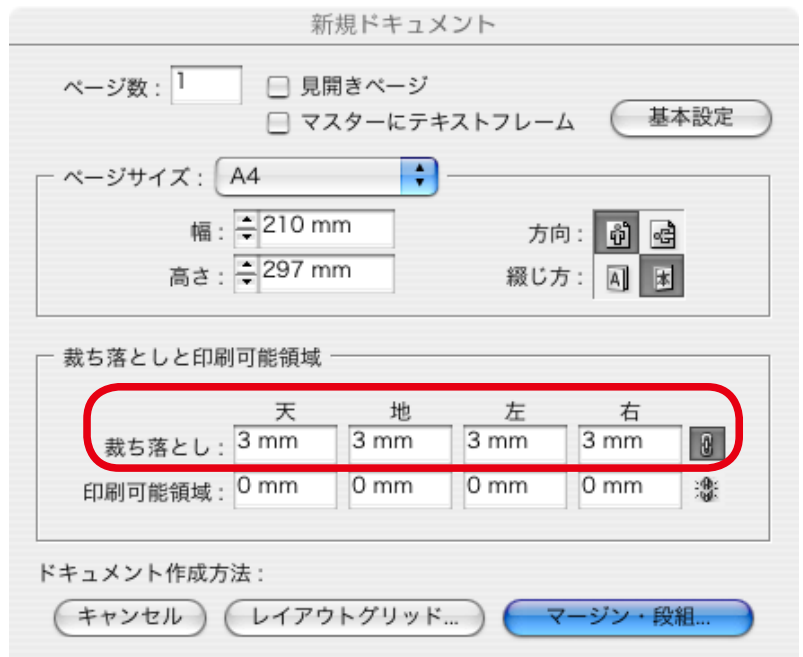 新規ドキュメント
ページ数 : 1 見開きページ
マスターにテキストフレーム 基本設定
ページサイズ : A4
幅 : 210 mm 方向 :
高さ : 297 mm 綴じ方 : A 本
裁ち落としと印刷可能領域
天 地 左 右
裁ち落とし : 3 mm 3 mm 3 mm 3 mm
印刷可能領域 : 0 mm 0 mm 0 mm 0 mm
ドキュメント作成方法 :
キャンセル レイアウトグリッド... マージン・段組...